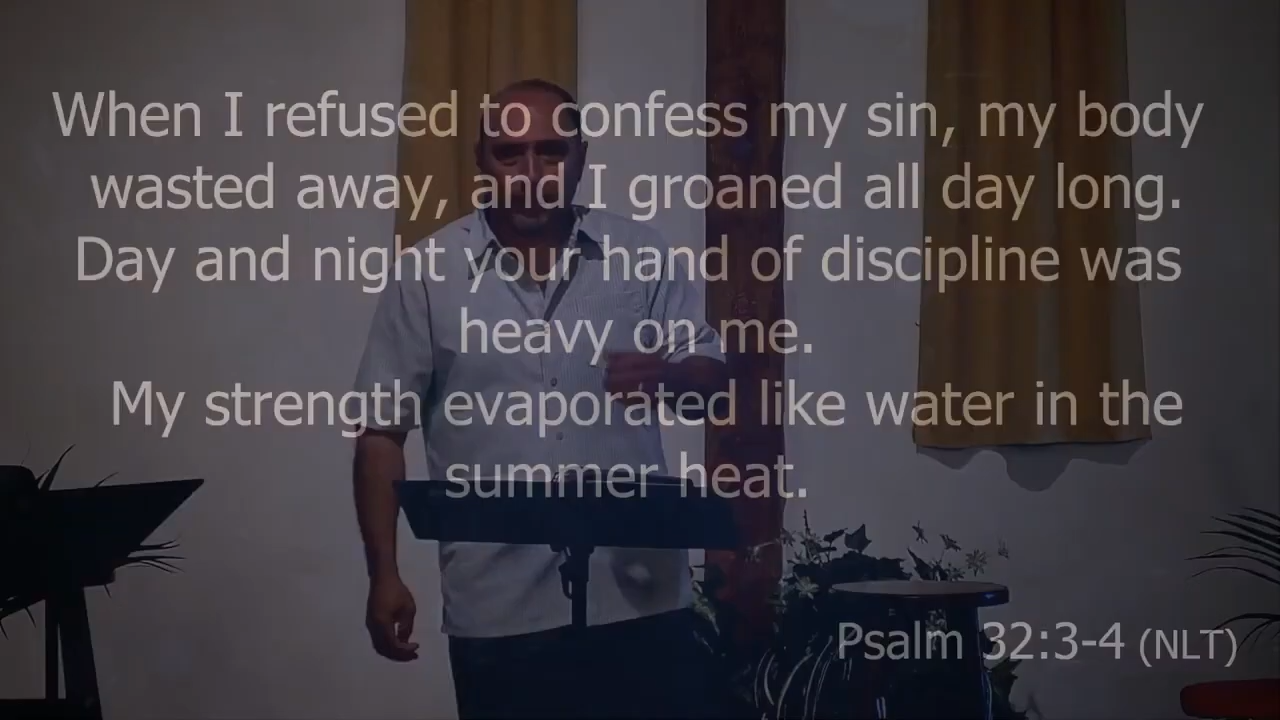 When I refused to confess my sin, my body
wasted away, and I groaned all day long.
Day and night your hand of discipline was
heavy on me.
My strength evaporated like water in the
summer heat.
Psalm 32:3-4 (NLT)